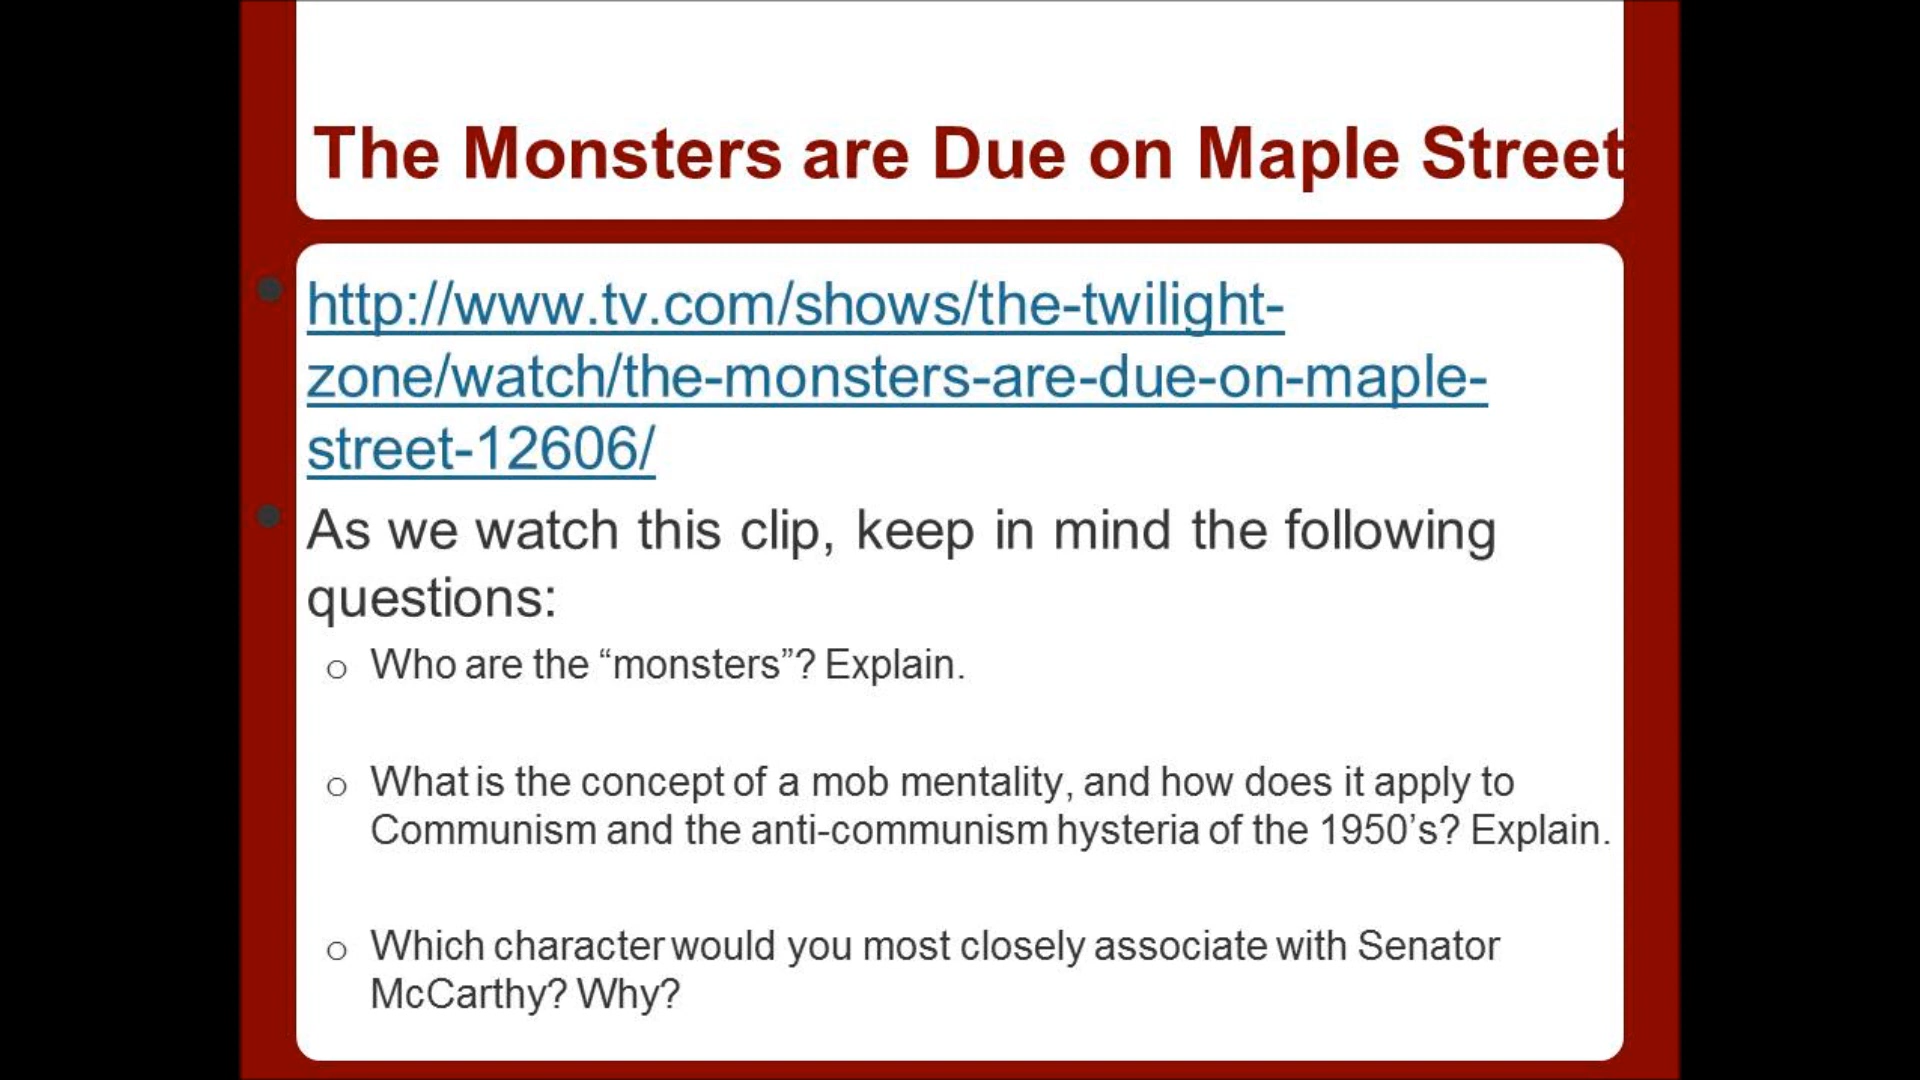 The Monsters are Due on Maple Street
http://www.tv.com/shows/the-twilight-
zone/watch/the-monsters-are-due-on-maple-
street-12606/
As we watch this clip, keep in mind the following
questions:
Who are the “monsters”? Explain.
What is the concept of a mob mentality, and how does it apply to
Communism and the anti-communism hysteria of the 1950’s? Explain.
Which character would you most closely associate with Senator
McCarthy? Why?